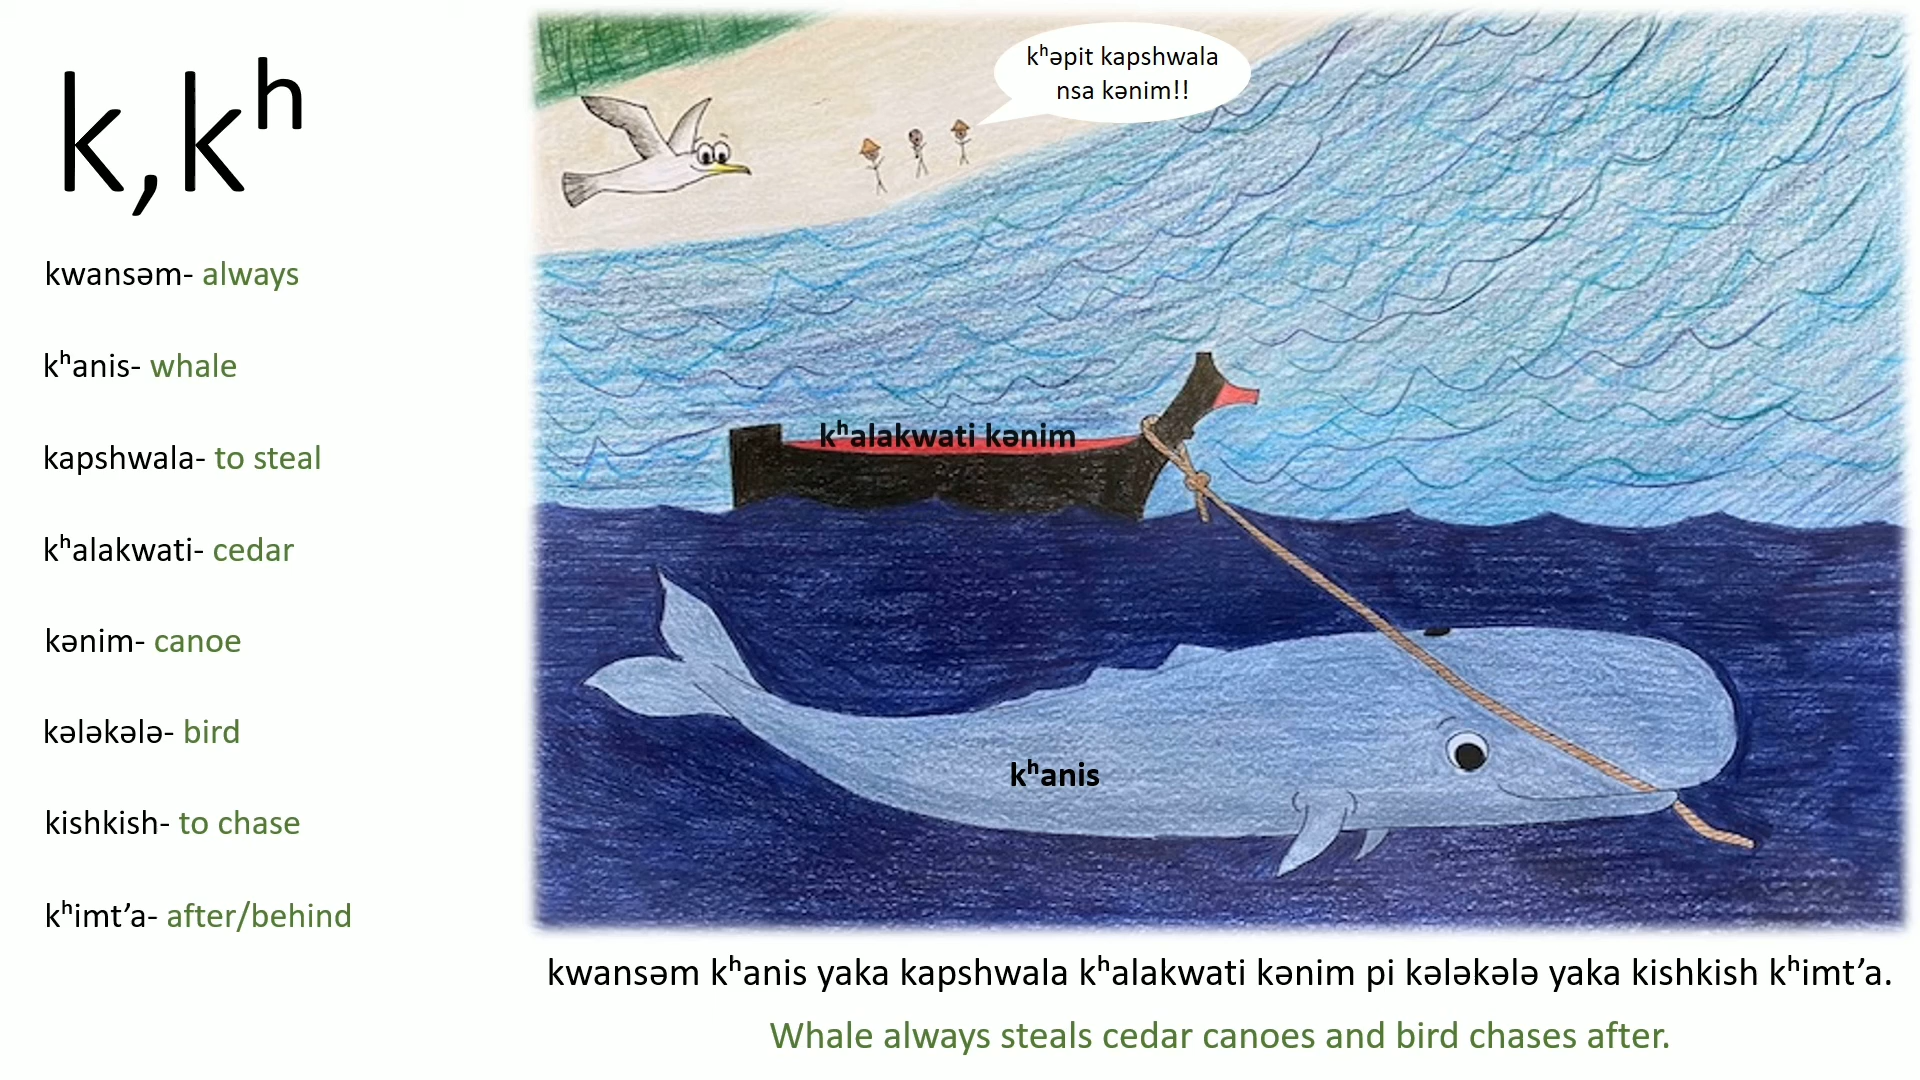 k,kʰ
kwansəm- always
kʰanis- whale
kapshwala- to steal
kʰalakwati- cedar
kənim- canoe
kələkələ- bird
kishkish- to chase
kʰimt’a- after/behind
kʰəpit kapshwala
nsa kənim!!
kʰalakwati kənim
kʰanis
kwansəm kʰanis yaka kapshwala kʰalakwati kənim pi kələkələ yaka kishkish kʰimt’a.
Whale always steals cedar canoes and bird chases after.